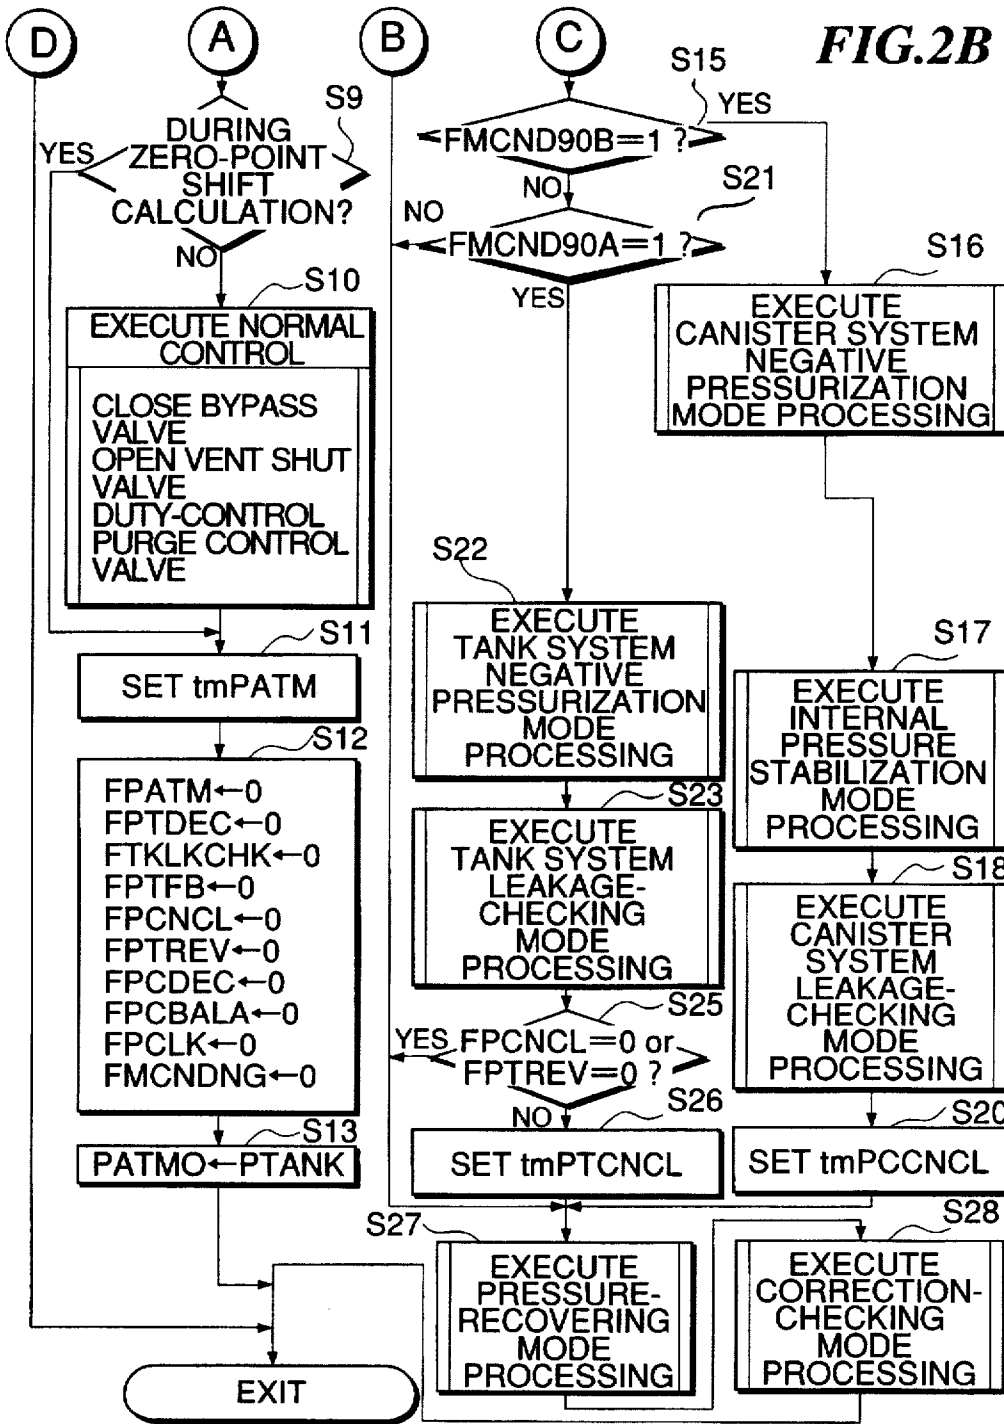 D
A
B
C
FIG.2B
S9
DURING
ZERO-POINT
SHIFT
CALCULATION?
YES
NO
S10
EXECUTE NORMAL
CONTROL
CLOSE BYPASS
VALVE
OPEN VENT SHUT
VALVE
DUTY-CONTROL
PURGE CONTROL
VALVE
S11
SET tmPATM
S12
FPATM←0
FPTDEC←0
FTKLKCHK←0
FPTFB←0
FPCNCL←0
FPTREV←0
FPCDEC←0
FPCBALA←0
FPCLK←0
FMCNDNG←0
S13
PATMO←PTANK
EXIT
S15
FMCND90B=1 ?
YES
NO
S21
FMCND90A=1 ?
NO
YES
S22
EXECUTE
TANK SYSTEM
NEGATIVE
PRESSURIZATION
MODE
PROCESSING
S23
EXECUTE
TANK SYSTEM
LEAKAGE-
CHECKING
MODE
PROCESSING
S25
FPCNCL=0 or
FPTREV=0 ?
YES
NO
S26
SET tmPTCNCL
S27
EXECUTE
PRESSURE-
RECOVERING
MODE
PROCESSING
S16
EXECUTE
CANISTER SYSTEM
NEGATIVE
PRESSURIZATION
MODE PROCESSING
S17
EXECUTE
INTERNAL
PRESSURE
STABILIZATION
MODE
PROCESSING
S18
EXECUTE
CANISTER
SYSTEM
LEAKAGE-
CHECKING
MODE
PROCESSING
S20
SET tmPCCNCL
S28
EXECUTE
CORRECTION-
CHECKING
MODE
PROCESSING